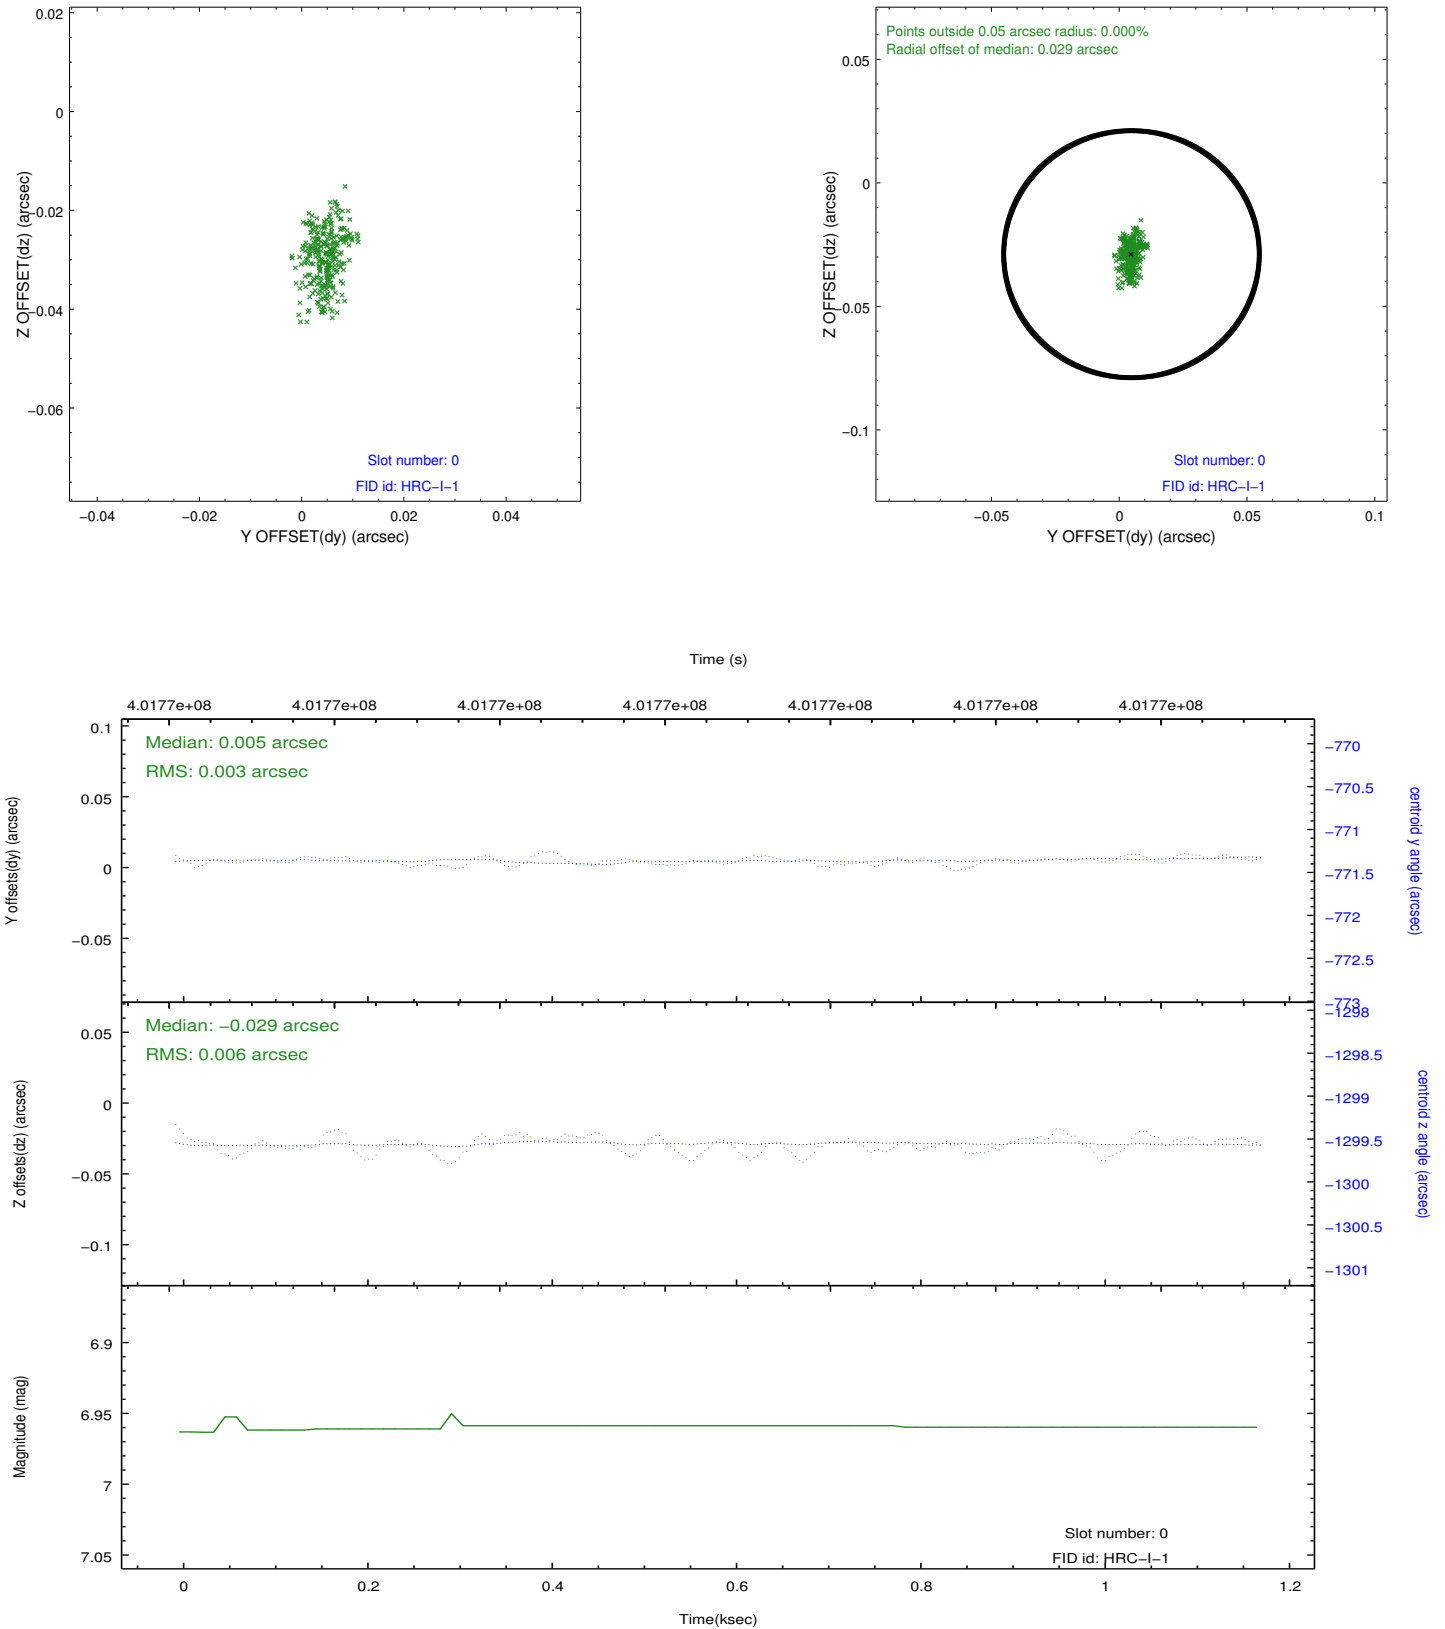 0.02
0
−0.02
−0.04
−0.06
Z OFFSET(dz) (arcsec)
Slot number: 0
FID id: HRC−I−1
−0.04 −0.02 0 0.02 0.04
Y OFFSET(dy) (arcsec)
Points outside 0.05 arcsec radius: 0.000%
Radial offset of median: 0.029 arcsec
0.05
0
−0.05
−0.1
Z OFFSET(dz) (arcsec)
Slot number: 0
FID id: HRC−I−1
−0.05 0 0.05 0.1
Y OFFSET(dy) (arcsec)
Time (s)
4.0177e+08 4.0177e+08 4.0177e+08 4.0177e+08 4.0177e+08 4.0177e+08 4.0177e+08
Median: 0.005 arcsec
RMS: 0.003 arcsec
0.1
0.05
0
−0.05
Y offsets(dy) (arcsec)
−770
−770.5
−771
−771.5
−772
−772.5
−773
centroid y angle (arcsec)
Median: −0.029 arcsec
RMS: 0.006 arcsec
0.05
0
−0.05
−0.1
Z offsets(dz) (arcsec)
−1298
−1298.5
−1299
−1299.5
−1300
−1300.5
−1301
centroid z angle (arcsec)
6.9
6.95
7
7.05
Magnitude (mag)
Slot number: 0
FID id: HRC−I−1
0 0.2 0.4 0.6 0.8 1 1.2
Time(ksec)